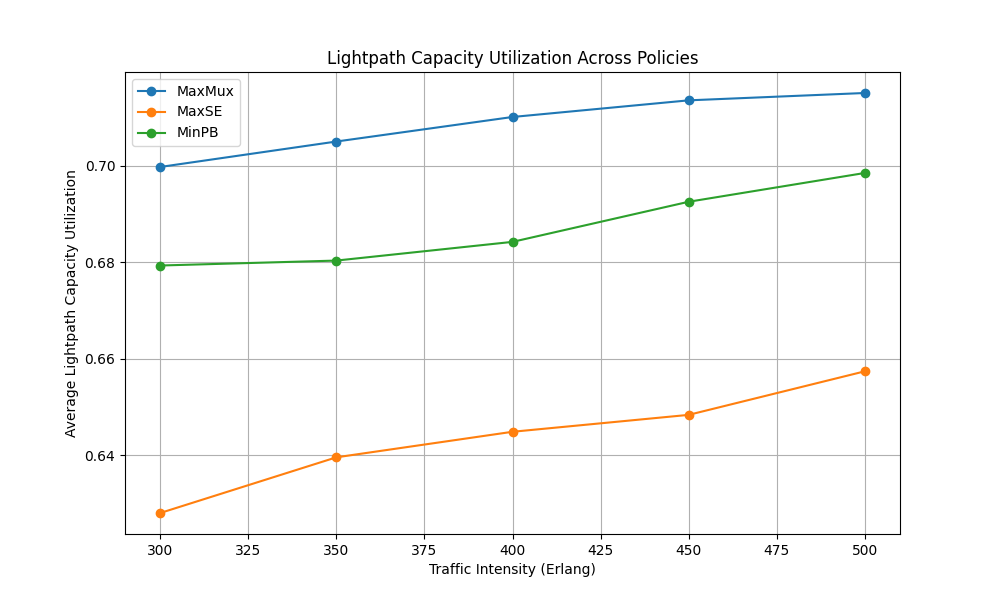 Lightpath Capacity Utilization Across Policies
MaxMux
MaxSE
MinPB
Average Lightpath Capacity Utilization
0.70
0.68
0.66
0.64
300 325 350 375 400 425 450 475 500
Traffic Intensity (Erlang)